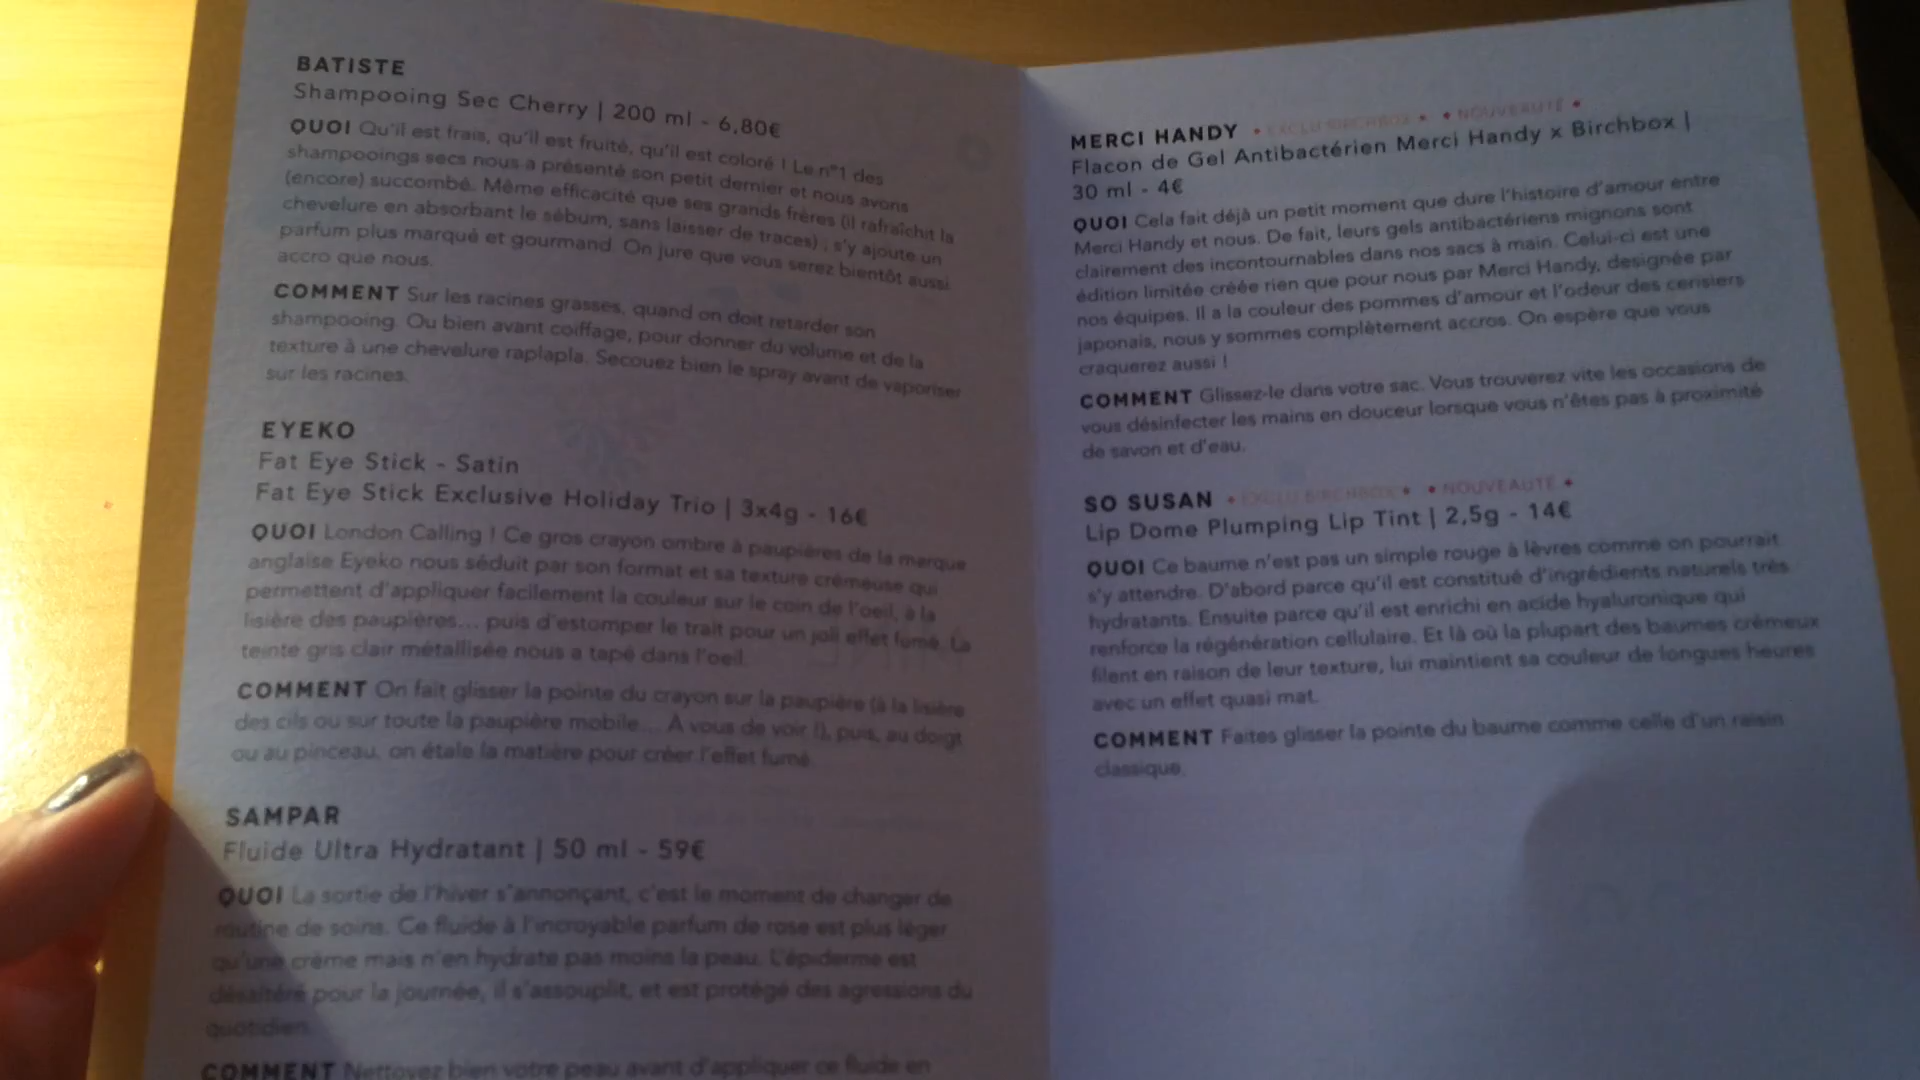 BATISTE
Shampooing Sec Cherry | 200 ml - 6,80€
QUOI Qu'il est frais, qu'il est fruité, qu'il est coloré ! Le n°1 des
shampooings secs nous a présenté son petit dernier et nous avons
(encore) succombé. Même efficacité que ses grands frères (il rafraîchit la
chevelure en absorbant le sébum, sans laisser de traces) ; s'y ajoute un
parfum plus marqué et gourmand. On jure que vous serez bientôt aussi
accro que nous.
COMMENT Sur les racines grasses, quand on doit retarder son
shampooing. Ou bien avant coiffage, pour donner du volume et de la
texture à une chevelure raplapla. Secouez bien le spray avant de vaporiser
sur les racines.
EYEKO
Fat Eye Stick - Satin
Fat Eye Stick Exclusive Holiday Trio | 3x4g - 16€
QUOI London Calling ! Ce gros crayon ombre à paupières de la marque
anglaise Eyeko nous séduit par son format et sa texture crémeuse qui
permettent d'appliquer facilement la couleur sur le coin de l'oeil, à la
lisière des paupières... puis d'estomper le trait pour un joli effet fumé. La
teinte gris clair métallisée nous a tapé dans l'oeil.
COMMENT On fait glisser la pointe du crayon sur la paupière (à la lisière
des cils ou sur toute la paupière mobile... A vous de voir !), puis, au doigt
ou au pinceau, on étale la matière pour créer l'effet fumé.
SAMPAR
Fluide Ultra Hydratant | 50 ml - 59€
QUOI La sortie de l'hiver s'annonçant, c'est le moment de changer de
routine de soins. Ce fluide à l'incroyable parfum de rose est plus léger
qu'une crème mais n'en hydrate pas moins la peau. L'épiderme est
désaltéré pour la journée, il s'assouplit, et est protégé des agressions du
quotidien.
COMMENT Nettoyez bien votre peau avant d'appliquer ce fluide en
MERCI HANDY • EXCLU BIRCHBOX • • NOUVEAUTÉ •
Flacon de Gel Antibactérien Merci Handy x Birchbox |
30 ml - 4€
QUOI Cela fait déjà un petit moment que dure l'histoire d'amour entre
Merci Handy et nous. De fait, leurs gels antibactériens mignons sont
clairement des incontournables dans nos sacs à main. Celui-ci est une
édition limitée créée rien que pour nous par Merci Handy, designée par
nos équipes. Il a la couleur des pommes d'amour et l'odeur des cerisiers
japonais, nous y sommes complètement accros. On espère que vous
craquerez aussi !
COMMENT Glissez-le dans votre sac. Vous trouverez vite les occasions de
vous désinfecter les mains en douceur lorsque vous n'êtes pas à proximité
de savon et d'eau.
SO SUSAN • EXCLU BIRCHBOX • • NOUVEAUTÉ •
Lip Dome Plumping Lip Tint | 2,5g - 14€
QUOI Ce baume n'est pas un simple rouge à lèvres comme on pourrait
s'y attendre. D'abord parce qu'il est constitué d'ingrédients naturels très
hydratants. Ensuite parce qu'il est enrichi en acide hyaluronique qui
renforce la régénération cellulaire. Et là où la plupart des baumes crémeux
filent en raison de leur texture, lui maintient sa couleur de longues heures
avec un effet quasi mat.
COMMENT Faites glisser la pointe du baume comme celle d'un raisin
classique.